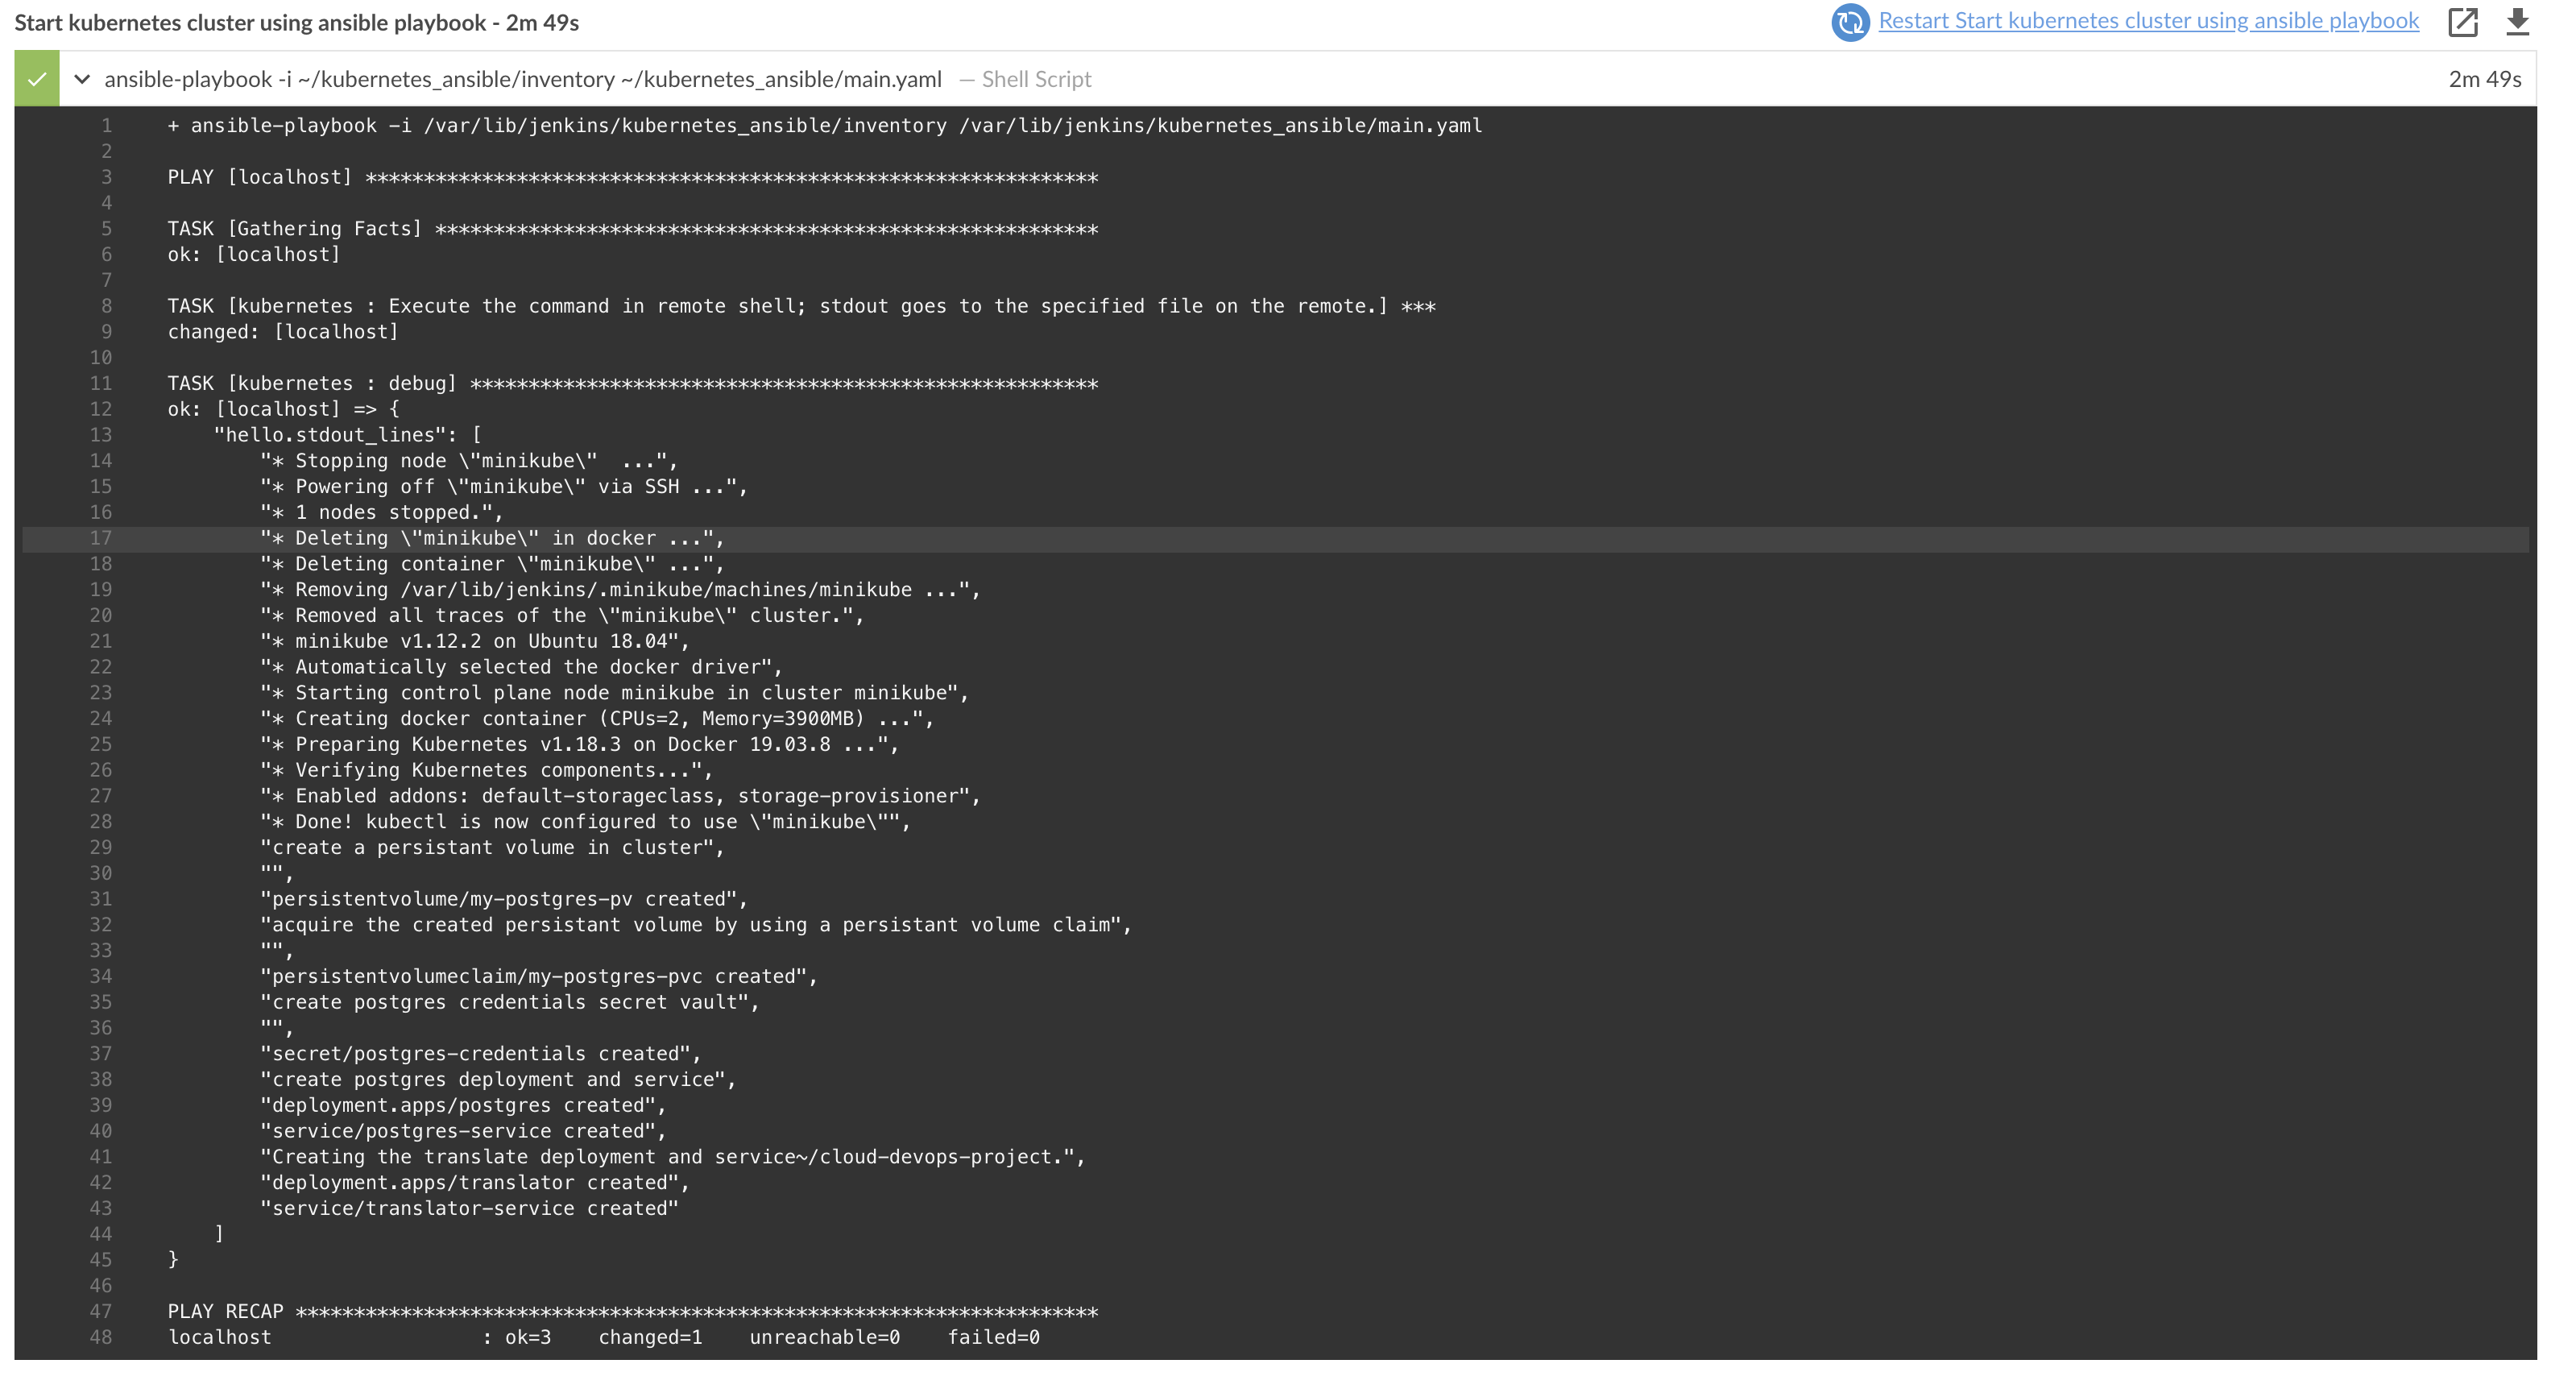 Start kubernetes cluster using ansible playbook - 2m 49s
Restart Start kubernetes cluster using ansible playbook
ansible-playbook -i ~/kubernetes_ansible/inventory ~/kubernetes_ansible/main.yaml — Shell Script 2m 49s
1 + ansible-playbook -i /var/lib/jenkins/kubernetes_ansible/inventory /var/lib/jenkins/kubernetes_ansible/main.yaml
2
3 PLAY [localhost] ***************************************************************
4
5 TASK [Gathering Facts] *********************************************************
6 ok: [localhost]
7
8 TASK [kubernetes : Execute the command in remote shell; stdout goes to the specified file on the remote.] ***
9 changed: [localhost]
10
11 TASK [kubernetes : debug] ******************************************************
12 ok: [localhost] => {
13     "hello.stdout_lines": [
14         "* Stopping node \"minikube\"  ...",
15         "* Powering off \"minikube\" via SSH ...",
16         "* 1 nodes stopped.",
17         "* Deleting \"minikube\" in docker ...",
18         "* Deleting container \"minikube\" ...",
19         "* Removing /var/lib/jenkins/.minikube/machines/minikube ...",
20         "* Removed all traces of the \"minikube\" cluster.",
21         "* minikube v1.12.2 on Ubuntu 18.04",
22         "* Automatically selected the docker driver",
23         "* Starting control plane node minikube in cluster minikube",
24         "* Creating docker container (CPUs=2, Memory=3900MB) ...",
25         "* Preparing Kubernetes v1.18.3 on Docker 19.03.8 ...",
26         "* Verifying Kubernetes components...",
27         "* Enabled addons: default-storageclass, storage-provisioner",
28         "* Done! kubectl is now configured to use \"minikube\"",
29         "create a persistant volume in cluster",
30         "",
31         "persistentvolume/my-postgres-pv created",
32         "acquire the created persistant volume by using a persistant volume claim",
33         "",
34         "persistentvolumeclaim/my-postgres-pvc created",
35         "create postgres credentials secret vault",
36         "",
37         "secret/postgres-credentials created",
38         "create postgres deployment and service",
39         "deployment.apps/postgres created",
40         "service/postgres-service created",
41         "Creating the translate deployment and service~/cloud-devops-project.",
42         "deployment.apps/translator created",
43         "service/translator-service created"
44     ]
45 }
46
47 PLAY RECAP *********************************************************************
48 localhost                  : ok=3    changed=1    unreachable=0    failed=0